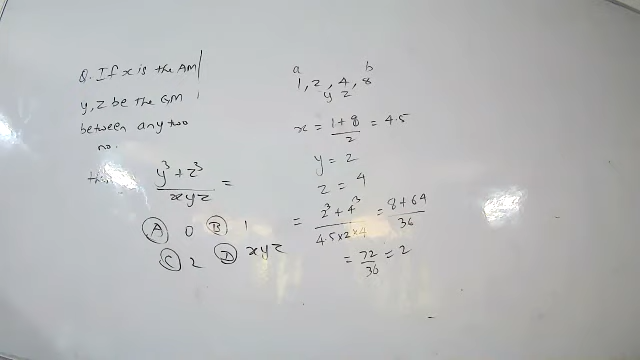 Q. If x is the AM
y, z be the GM
between any two
no.
y³ + z³ / xyz =
A 0 B 1
C 2 D xyz
a b
1, 2, 4, 8
y z
x = 1+8 / 2 = 4.5
y = 2
z = 4
= 2³ + 4³ / 4.5×2×4 = 8+64 / 36
= 72 / 36 = 2